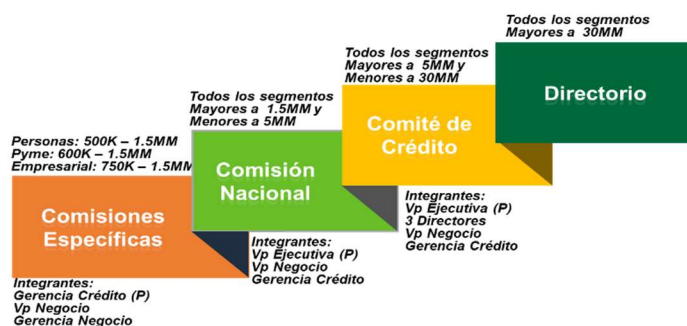 Personas: 500K – 1.5MM
Pyme: 600K – 1.5MM
Empresarial: 750K – 1.5MM
Comisiones
Específicas
Integrantes:
Gerencia Crédito (P)
Vp Negocio
Gerencia Negocio
Todos los segmentos
Mayores a 1.5MM y
Menores a 5MM
Comisión
Nacional
Integrantes:
Vp Ejecutiva (P)
Vp Negocio
Gerencia Crédito
Todos los segmentos
Mayores a 5MM y
Menores a 30MM
Comité de
Crédito
Integrantes:
Vp Ejecutiva (P)
3 Directores
Vp Negocio
Gerencia Crédito
Todos los segmentos
Mayores a 30MM
Directorio